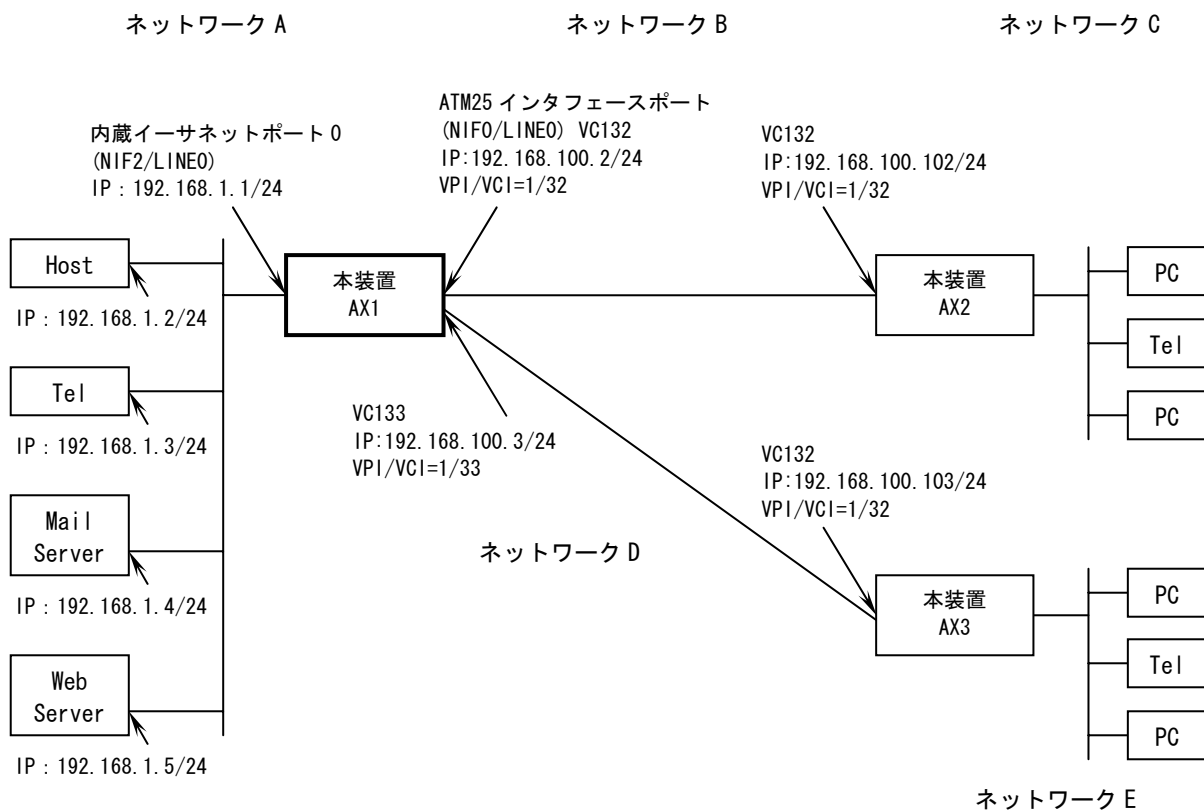 ネットワーク A
ネットワーク B
ネットワーク C
内蔵イーサネットポート 0
(NIF2/LINE0)
IP : 192.168.1.1/24
ATM25 インタフェースポート
(NIF0/LINE0) VC132
IP:192.168.100.2/24
VPI/VCI=1/32
VC132
IP:192.168.100.102/24
VPI/VCI=1/32
Host
IP : 192.168.1.2/24
本装置
AX1
本装置
AX2
PC
Tel
PC
Tel
IP : 192.168.1.3/24
VC133
IP:192.168.100.3/24
VPI/VCI=1/33
VC132
IP:192.168.100.103/24
VPI/VCI=1/32
Mail
Server
IP : 192.168.1.4/24
ネットワーク D
本装置
AX3
PC
Tel
PC
Web
Server
IP : 192.168.1.5/24
ネットワーク E